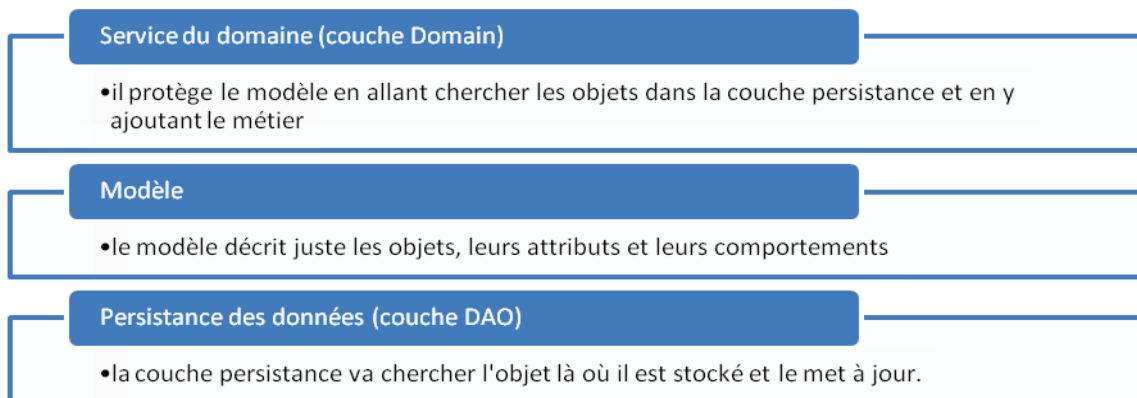 Service du domaine (couche Domain)
•il protège le modèle en allant chercher les objets dans la couche persistance et en y
ajoutant le métier
Modèle
•le modèle décrit juste les objets, leurs attributs et leurs comportements
Persistance des données (couche DAO)
•la couche persistance va chercher l'objet là où il est stocké et le met à jour.